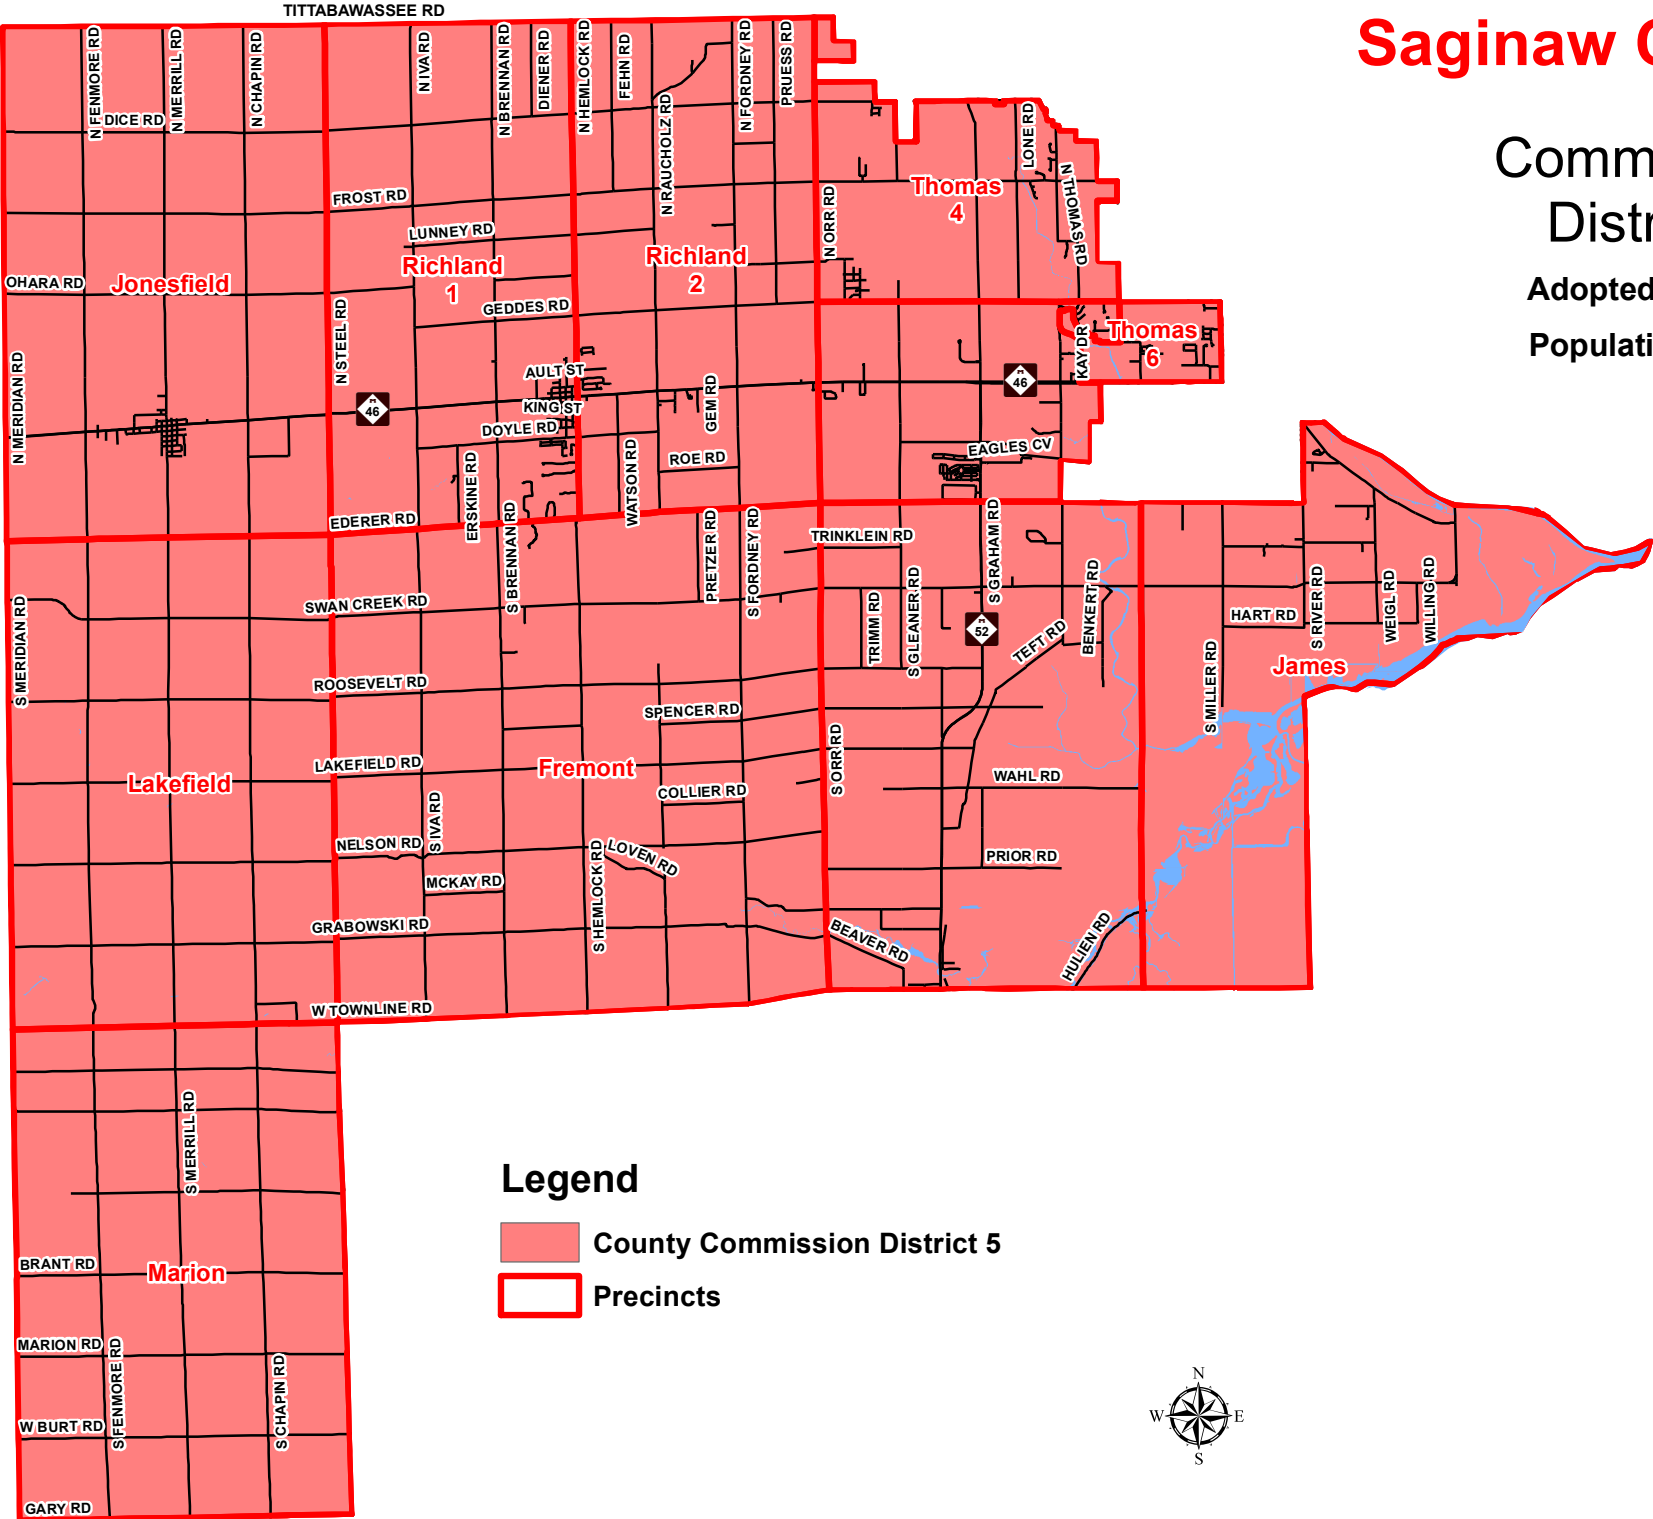 TITTABAWASSEE RD
Saginaw C
Comm
Distr
Adopted
Populati
N FENMORE RD
N MERRILL RD
N CHAPIN RD
N IVA RD
N BRENNAN RD
DIENER RD
N HEMLOCK RD
FEHN RD
N RAUCHOLZ RD
N FORDNEY RD
PRUESS RD
DICE RD
LONE RD
N THOMAS RD
FROST RD
Thomas
4
N ORR RD
LUNNEY RD
Richland
1
Richland
2
OHARA RD
Jonesfield
N STEEL RD
GEDDES RD
Thomas
6
KAY DR
N MERIDIAN RD
AULT ST
46
46
KING ST
GEM RD
DOYLE RD
EAGLES CV
ROE RD
ERSKINE RD
WATSON RD
EDERER RD
S BRENNAN RD
PRETZER RD
S FORDNEY RD
TRINKLEIN RD
S GRAHAM RD
S MERIDIAN RD
SWAN CREEK RD
TRIMM RD
S GLEANER RD
52
TEFT RD
BENKERT RD
HART RD
S RIVER RD
WEIGL RD
WILLING RD
S MILLER RD
James
ROOSEVELT RD
SPENCER RD
S ORR RD
LAKEFIELD RD
Fremont
Lakefield
WAHL RD
COLLIER RD
S IVA RD
NELSON RD
S HEMLOCK RD
LOVEN RD
PRIOR RD
MCKAY RD
GRABOWSKI RD
BEAVER RD
HULIEN RD
W TOWNLINE RD
S MERRILL RD
Legend
County Commission District 5
Precincts
BRANT RD
Marion
MARION RD
S FENMORE RD
S CHAPIN RD
W BURT RD
GARY RD
N
W E
S